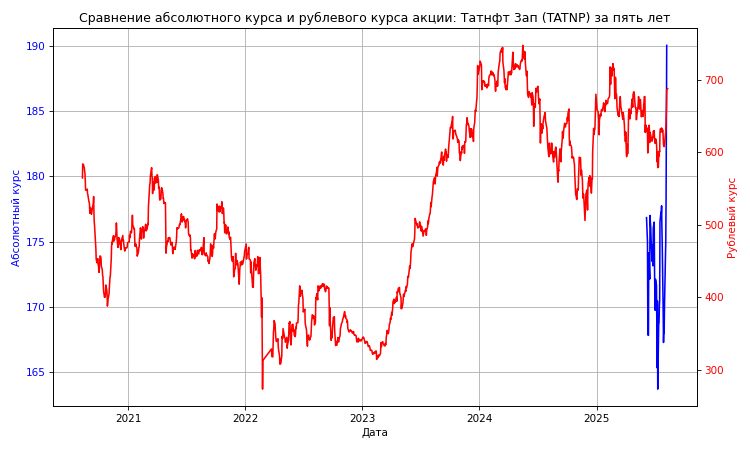 Сравнение абсолютного курса и рублевого курса акции: Татнфт 3ап (TATNP) за пять лет
190
185
180
175
170
165
Абсолютный курс
700
600
500
400
300
Рублевый курс
2021 2022 2023 2024 2025
Дата